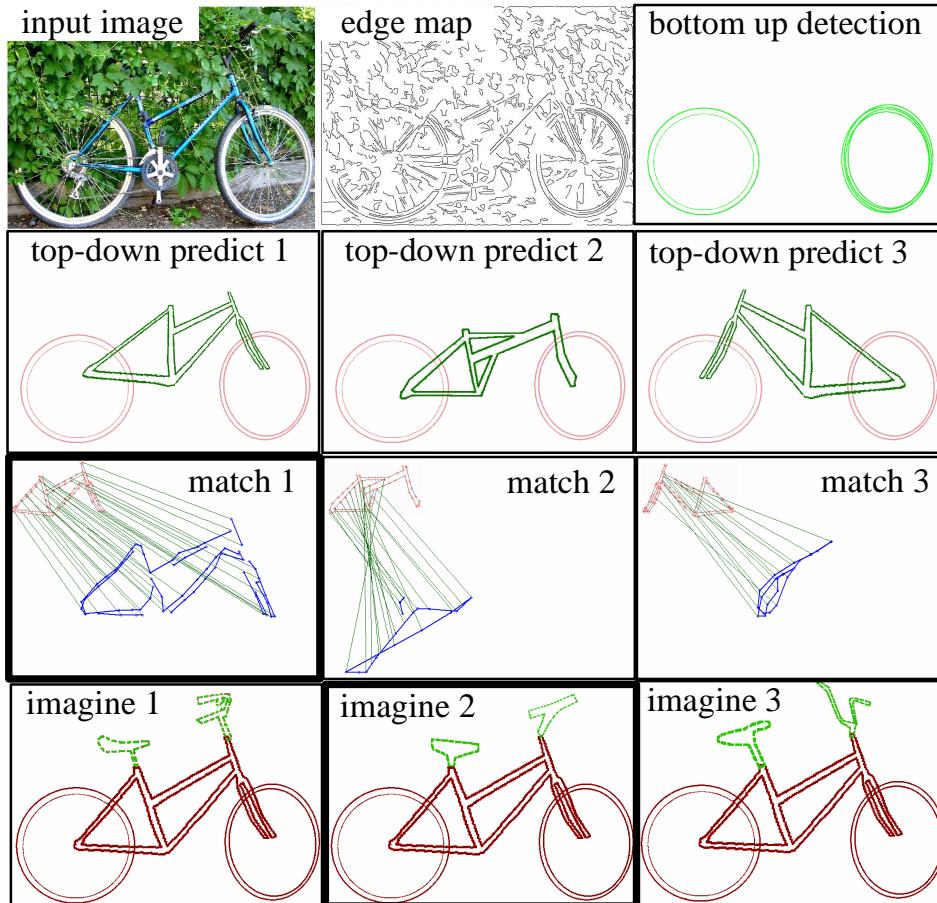 input image
edge map
bottom up detection
top-down predict 1
top-down predict 2
top-down predict 3
match 1
match 2
match 3
imagine 1
imagine 2
imagine 3